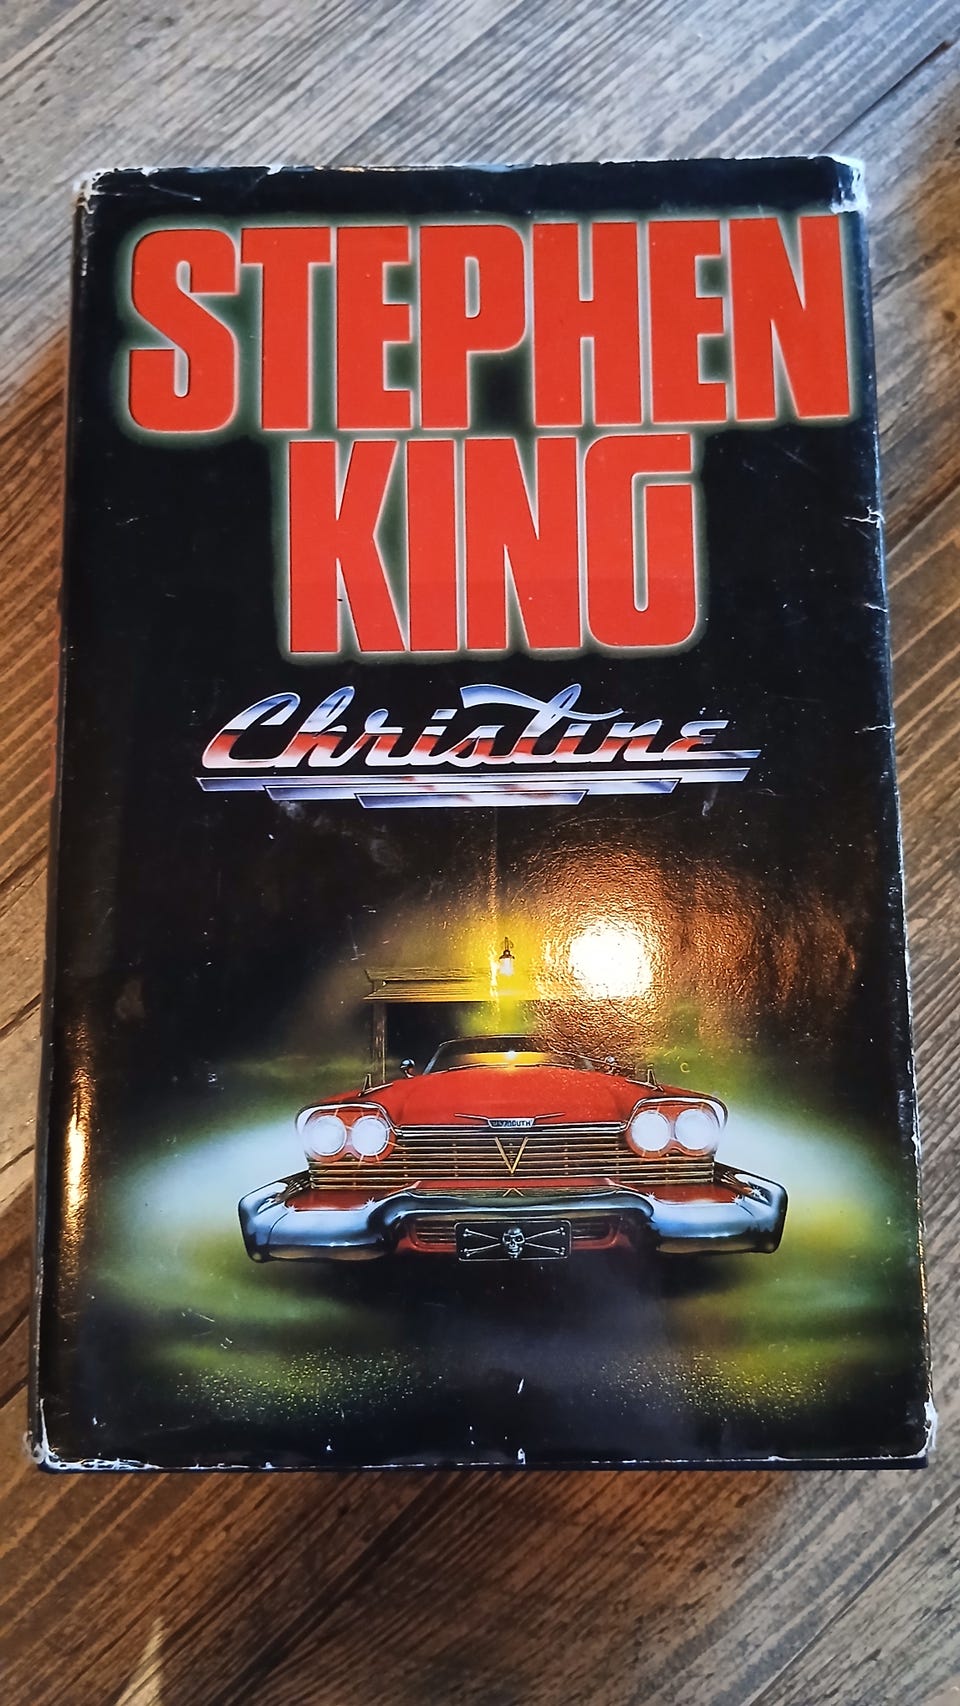 STEPHEN
KING
Christine
PLYMOUTH